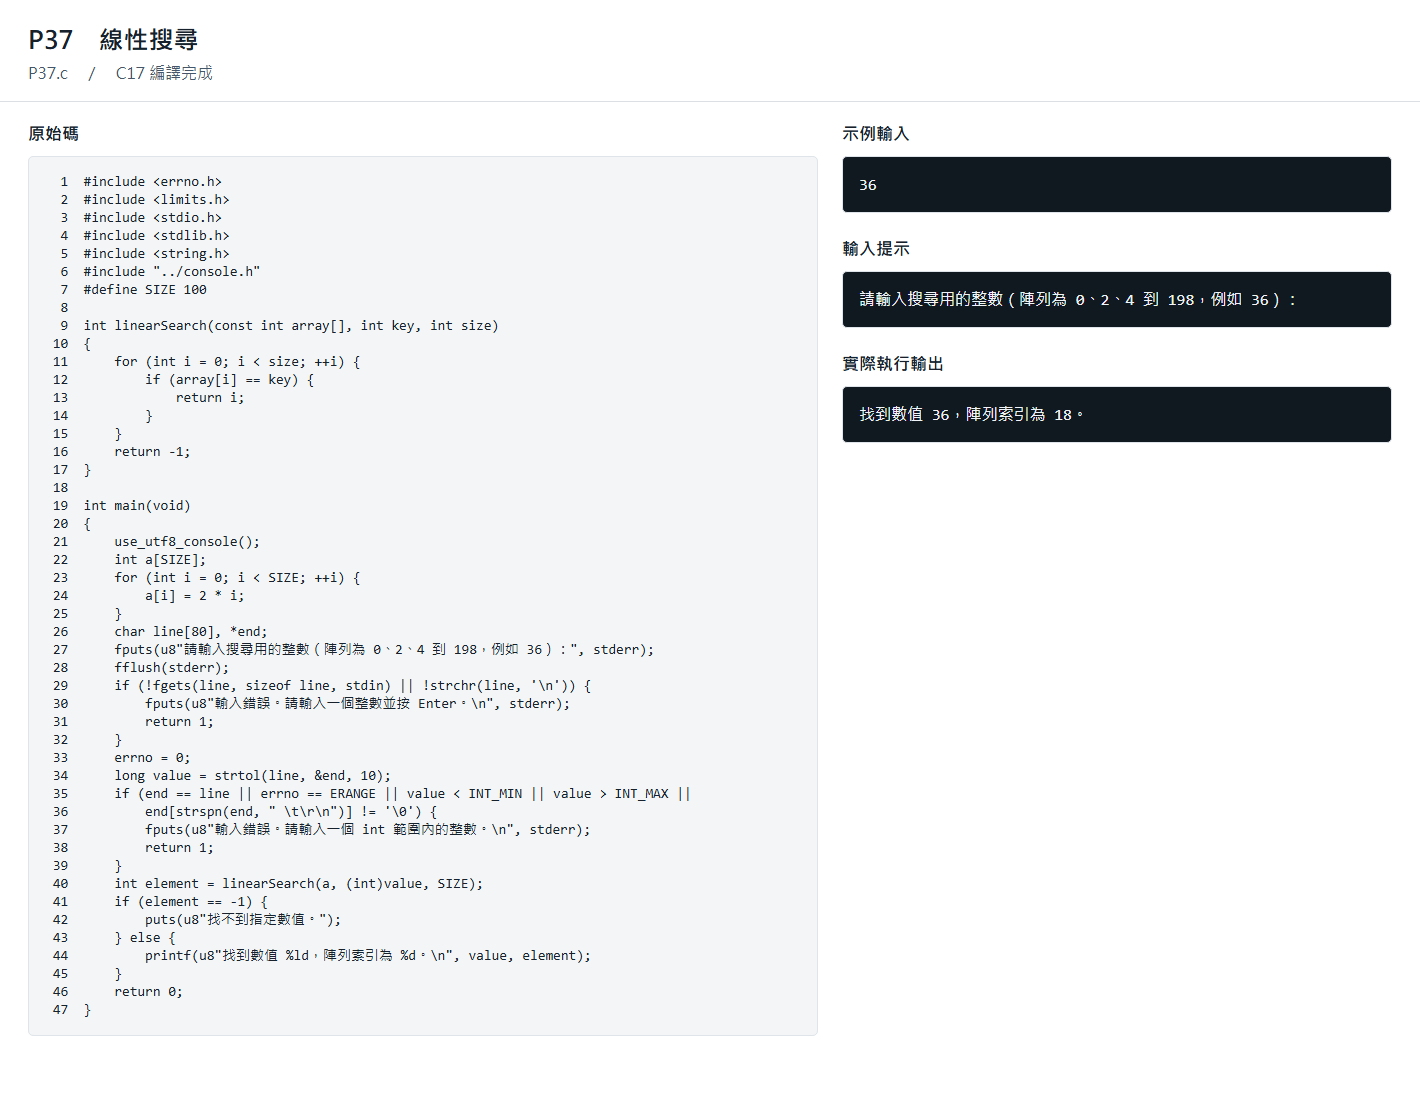 P37 線性搜尋
P37.c / C17 編譯完成
原始碼
1 #include <errno.h>
2 #include <limits.h>
3 #include <stdio.h>
4 #include <stdlib.h>
5 #include <string.h>
6 #include "../console.h"
7 #define SIZE 100
8
9 int linearSearch(const int array[], int key, int size)
10 {
11     for (int i = 0; i < size; ++i) {
12         if (array[i] == key) {
13             return i;
14         }
15     }
16     return -1;
17 }
18
19 int main(void)
20 {
21     use_utf8_console();
22     int a[SIZE];
23     for (int i = 0; i < SIZE; ++i) {
24         a[i] = 2 * i;
25     }
26     char line[80], *end;
27     fputs(u8"請輸入搜尋用的整數（陣列為 0、2、4 到 198，例如 36）：", stderr);
28     fflush(stderr);
29     if (!fgets(line, sizeof line, stdin) || !strchr(line, '\n')) {
30         fputs(u8"輸入錯誤。請輸入一個整數並按 Enter。\n", stderr);
31         return 1;
32     }
33     errno = 0;
34     long value = strtol(line, &end, 10);
35     if (end == line || errno == ERANGE || value < INT_MIN || value > INT_MAX ||
36         end[strspn(end, " \t\r\n")] != '\0') {
37         fputs(u8"輸入錯誤。請輸入一個 int 範圍內的整數。\n", stderr);
38         return 1;
39     }
40     int element = linearSearch(a, (int)value, SIZE);
41     if (element == -1) {
42         puts(u8"找不到指定數值。");
43     } else {
44         printf(u8"找到數值 %ld，陣列索引為 %d。\n", value, element);
45     }
46     return 0;
47 }
示例輸入
36
輸入提示
請輸入搜尋用的整數（陣列為 0、2、4 到 198，例如 36）：
實際執行輸出
找到數值 36，陣列索引為 18。